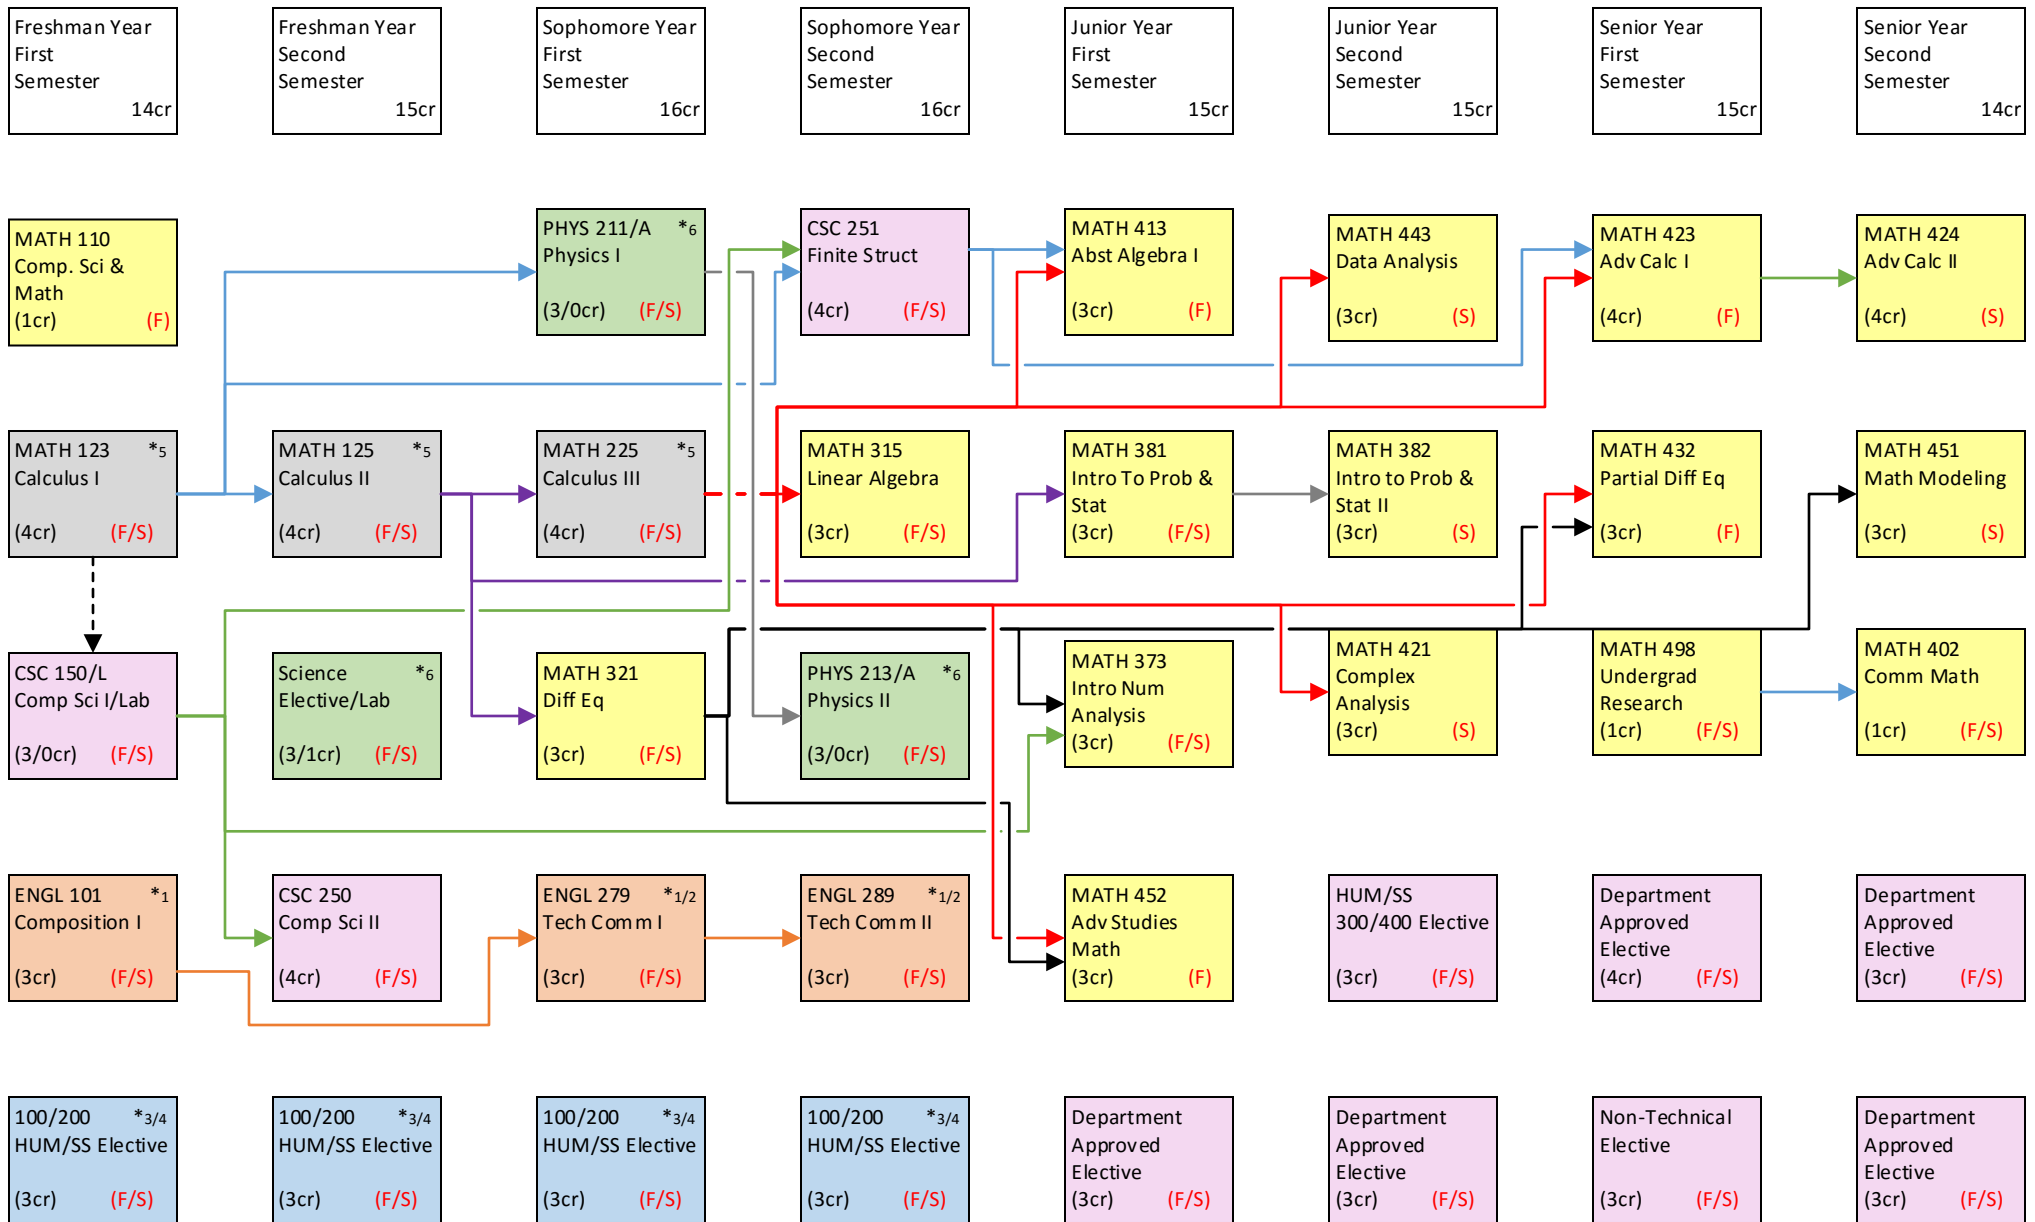 Freshman Year
First
Semester
14cr
Freshman Year
Second
Semester
15cr
Sophomore Year
First
Semester
16cr
Sophomore Year
Second
Semester
16cr
Junior Year
First
Semester
15cr
Junior Year
Second
Semester
15cr
Senior Year
First
Semester
15cr
Senior Year
Second
Semester
14cr
MATH 110
Comp. Sci &
Math
(1cr) (F)
PHYS 211/A *6
Physics I
(3/0cr) (F/S)
CSC 251
Finite Struct
(4cr) (F/S)
MATH 413
Abst Algebra I
(3cr) (F)
MATH 443
Data Analysis
(3cr) (S)
MATH 423
Adv Calc I
(4cr) (F)
MATH 424
Adv Calc II
(4cr) (S)
MATH 123 *5
Calculus I
(4cr) (F/S)
MATH 125 *5
Calculus II
(4cr) (F/S)
MATH 225 *5
Calculus III
(4cr) (F/S)
MATH 315
Linear Algebra
(3cr) (F/S)
MATH 381
Intro To Prob &
Stat
(3cr) (F/S)
MATH 382
Intro to Prob &
Stat II
(3cr) (S)
MATH 432
Partial Diff Eq
(3cr) (F)
MATH 451
Math Modeling
(3cr) (S)
CSC 150/L
Comp Sci I/Lab
(3/0cr) (F/S)
Science *6
Elective/Lab
(3/1cr) (F/S)
MATH 321
Diff Eq
(3cr) (F/S)
PHYS 213/A *6
Physics II
(3/0cr) (F/S)
MATH 373
Intro Num
Analysis
(3cr) (F/S)
MATH 421
Complex
Analysis
(3cr) (S)
MATH 498
Undergrad
Research
(1cr) (F/S)
MATH 402
Comm Math
(1cr) (F/S)
ENGL 101 *1
Composition I
(3cr) (F/S)
CSC 250
Comp Sci II
(4cr) (F/S)
ENGL 279 *1/2
Tech Comm I
(3cr) (F/S)
ENGL 289 *1/2
Tech Comm II
(3cr) (F/S)
MATH 452
Adv Studies
Math
(3cr) (F)
HUM/SS
300/400 Elective
(3cr) (F/S)
Department
Approved
Elective
(4cr) (F/S)
Department
Approved
Elective
(3cr) (F/S)
100/200 *3/4
HUM/SS Elective
(3cr) (F/S)
100/200 *3/4
HUM/SS Elective
(3cr) (F/S)
100/200 *3/4
HUM/SS Elective
(3cr) (F/S)
100/200 *3/4
HUM/SS Elective
(3cr) (F/S)
Department
Approved
Elective
(3cr) (F/S)
Department
Approved
Elective
(3cr) (F/S)
Non-Technical
Elective
(3cr) (F/S)
Department
Approved
Elective
(3cr) (F/S)